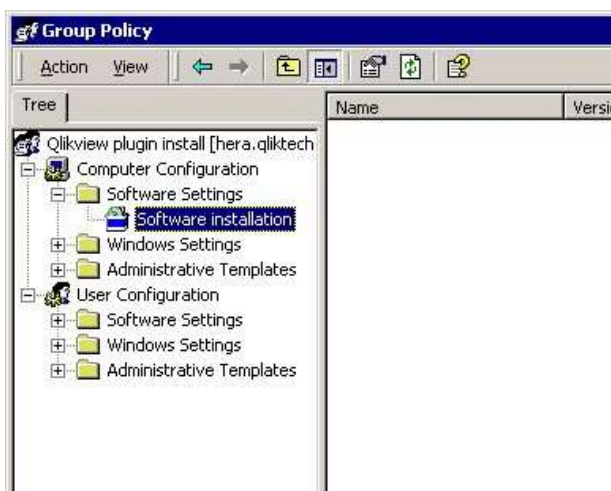 Group Policy
Action View
Tree
Name Versi
Qlikview plugin install [hera.qliktech
Computer Configuration
Software Settings
Software installation
Windows Settings
Administrative Templates
User Configuration
Software Settings
Windows Settings
Administrative Templates